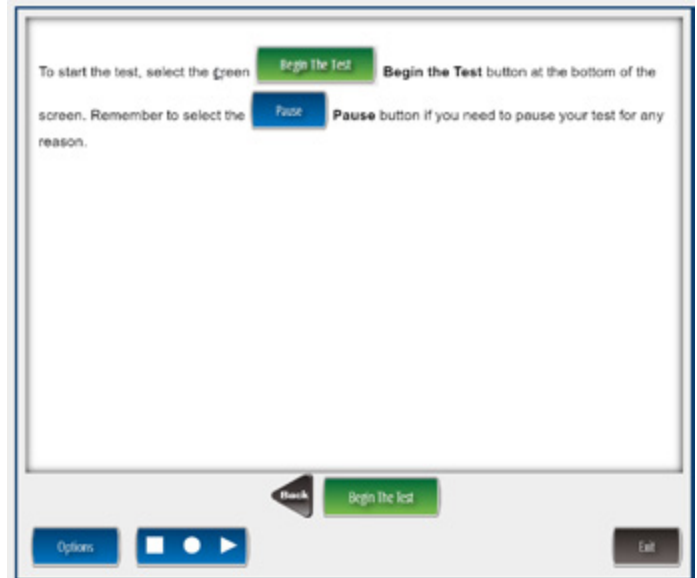 To start the test, select the green Begin The Test Begin the Test button at the bottom of the
screen. Remember to select the Pause Pause button if you need to pause your test for any
reason.
Back Begin The Test
Options Exit